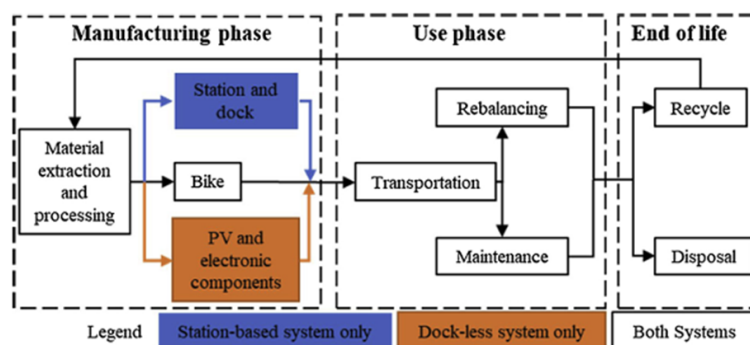 Manufacturing phase
Use phase
End of life
Station and
dock
Rebalancing
Recycle
Material
extraction
and
processing
Bike
Transportation
PV and
electronic
components
Maintenance
Disposal
Legend
Station-based system only
Dock-less system only
Both Systems